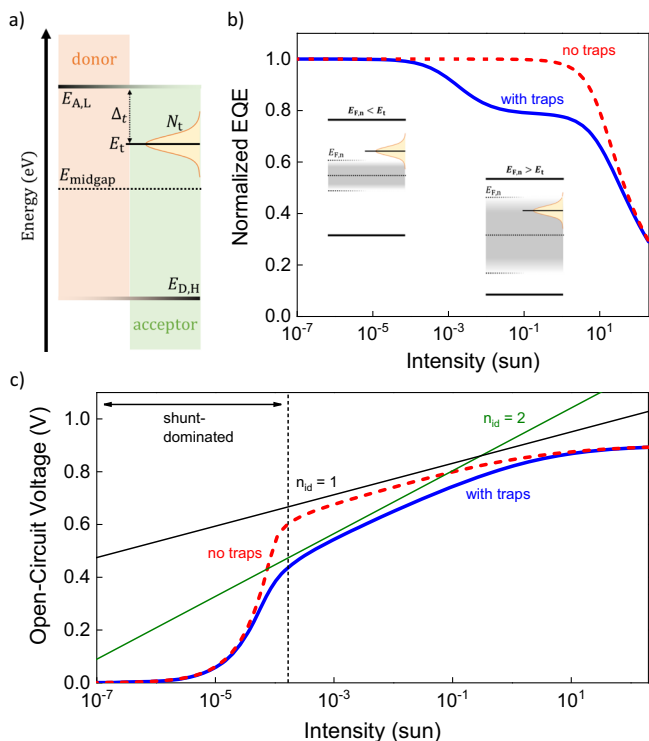 a)
donor
E_A,L
Δ_t
N_t
E_t
E_midgap
E_D,H
acceptor
Energy (eV)
b)
1.0
0.8
0.6
0.4
0.2
0.0
Normalized EQE
no traps
with traps
E_F,n < E_t
E_F,n
E_F,n > E_t
E_F,n
10^-7
10^-5
10^-3
10^-1
10^1
Intensity (sun)
c)
1.0
0.8
0.6
0.4
0.2
0.0
Open-Circuit Voltage (V)
shunt-
dominated
n_id = 2
n_id = 1
with traps
no traps
10^-7
10^-5
10^-3
10^-1
10^1
Intensity (sun)